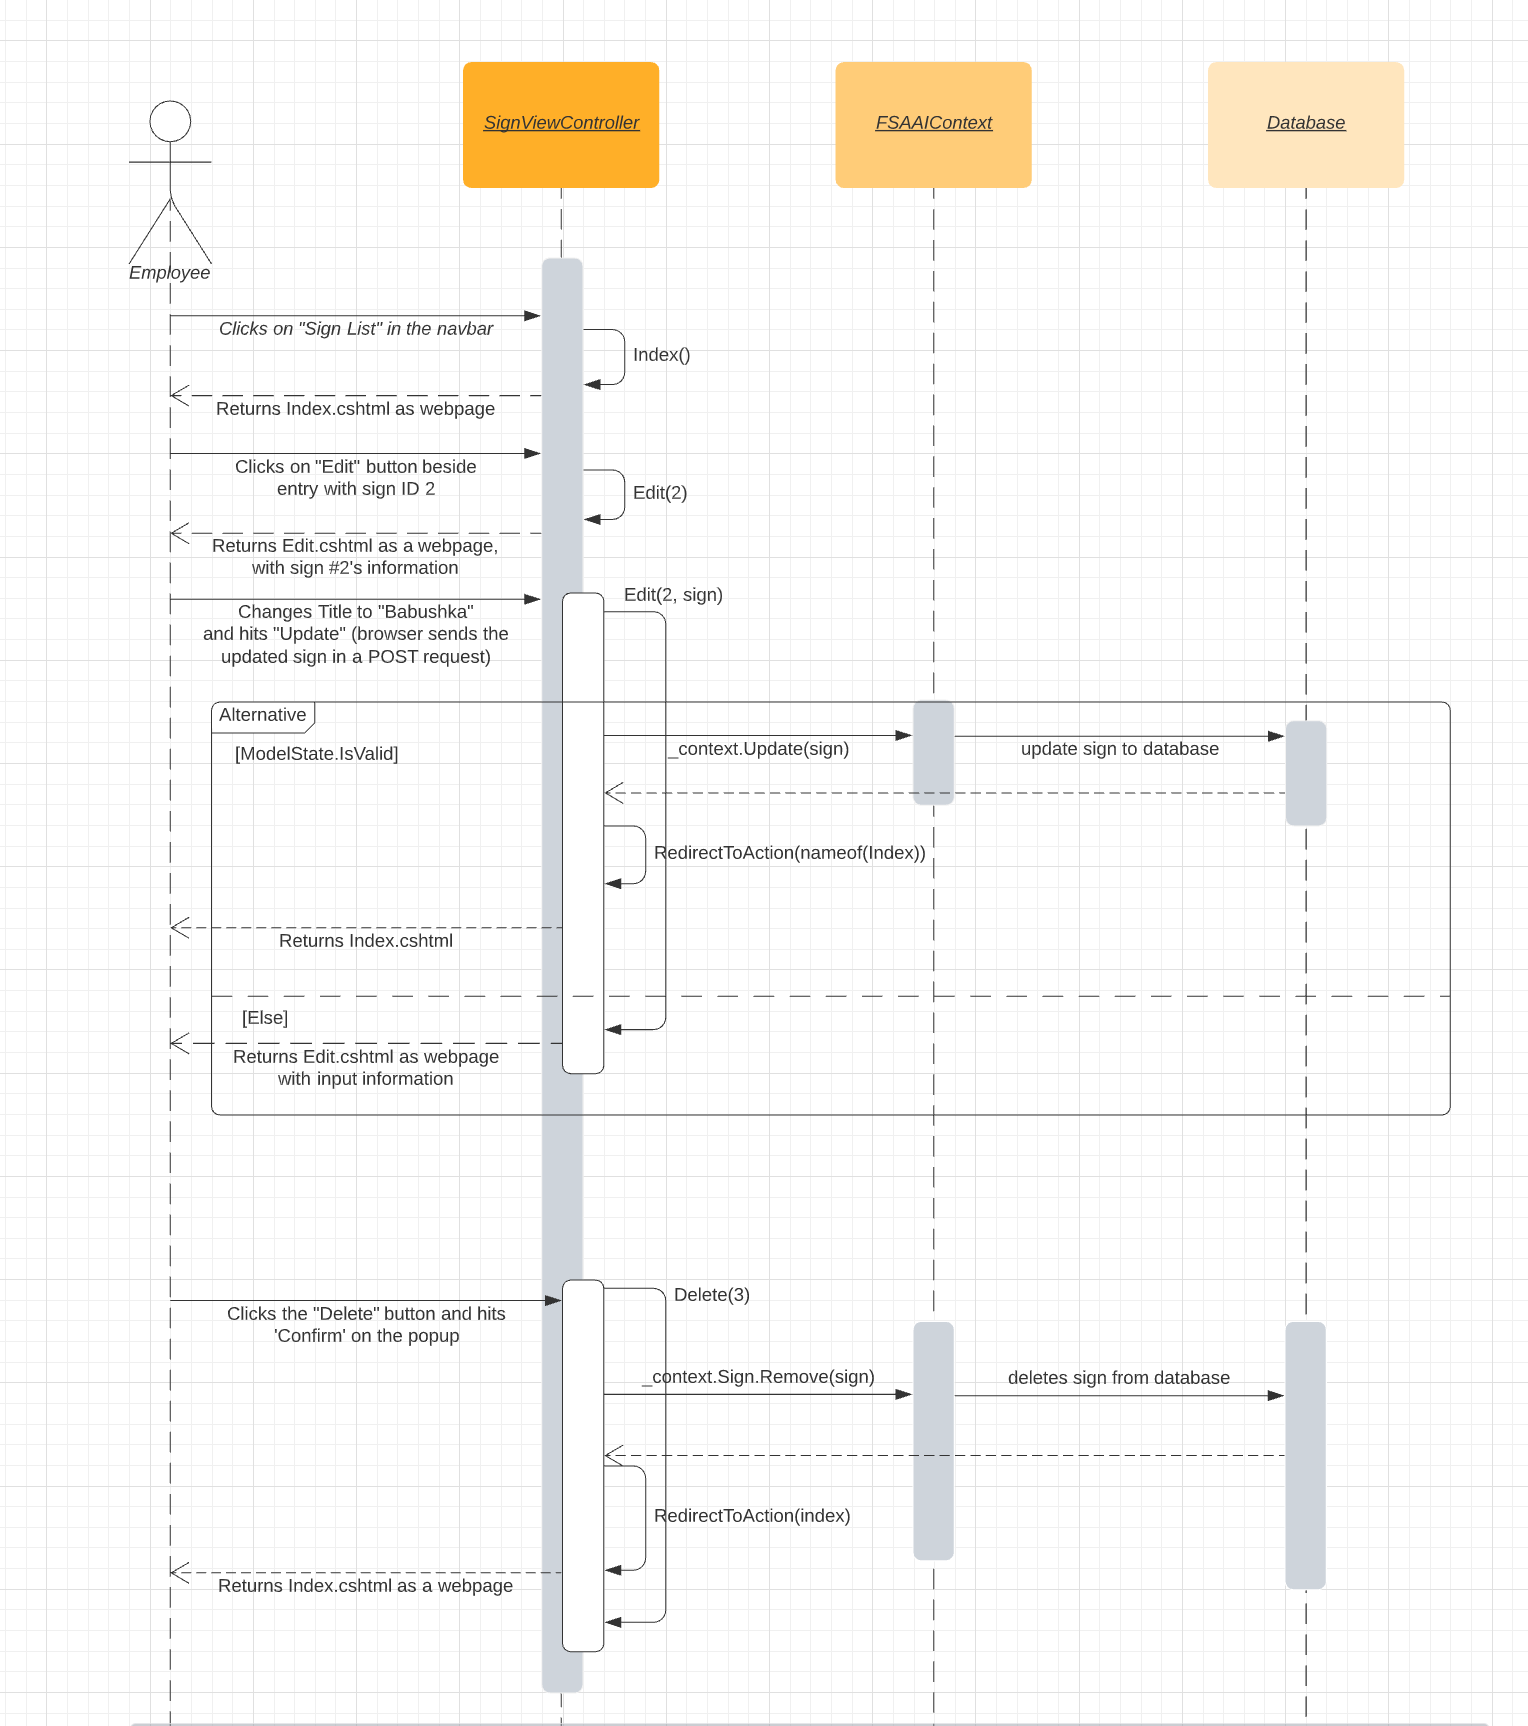 SignViewController
FSAAIContext
Database
Employee
Clicks on "Sign List" in the navbar
Index()
Returns Index.cshtml as webpage
Clicks on "Edit" button beside
entry with sign ID 2
Edit(2)
Returns Edit.cshtml as a webpage,
with sign #2's information
Edit(2, sign)
Changes Title to "Babushka"
and hits "Update" (browser sends the
updated sign in a POST request)
Alternative
[ModelState.IsValid]
_context.Update(sign)
update sign to database
RedirectToAction(nameof(Index))
Returns Index.cshtml
[Else]
Returns Edit.cshtml as webpage
with input information
Delete(3)
Clicks the "Delete" button and hits
'Confirm' on the popup
_context.Sign.Remove(sign)
deletes sign from database
RedirectToAction(index)
Returns Index.cshtml as a webpage